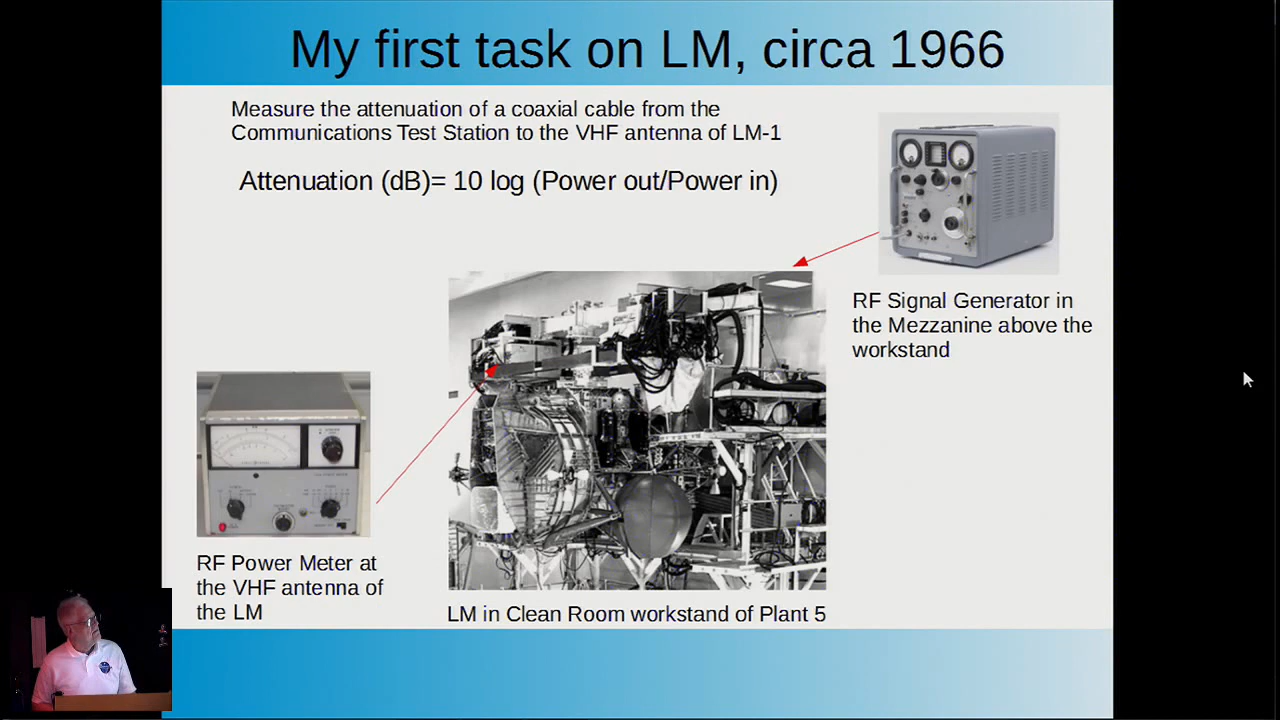 My first task on LM, circa 1966
Measure the attenuation of a coaxial cable from the
Communications Test Station to the VHF antenna of LM-1
Attenuation (dB)= 10 log (Power out/Power in)
RF Signal Generator in
the Mezzanine above the
workstand
RF Power Meter at
the VHF antenna of
the LM
LM in Clean Room workstand of Plant 5